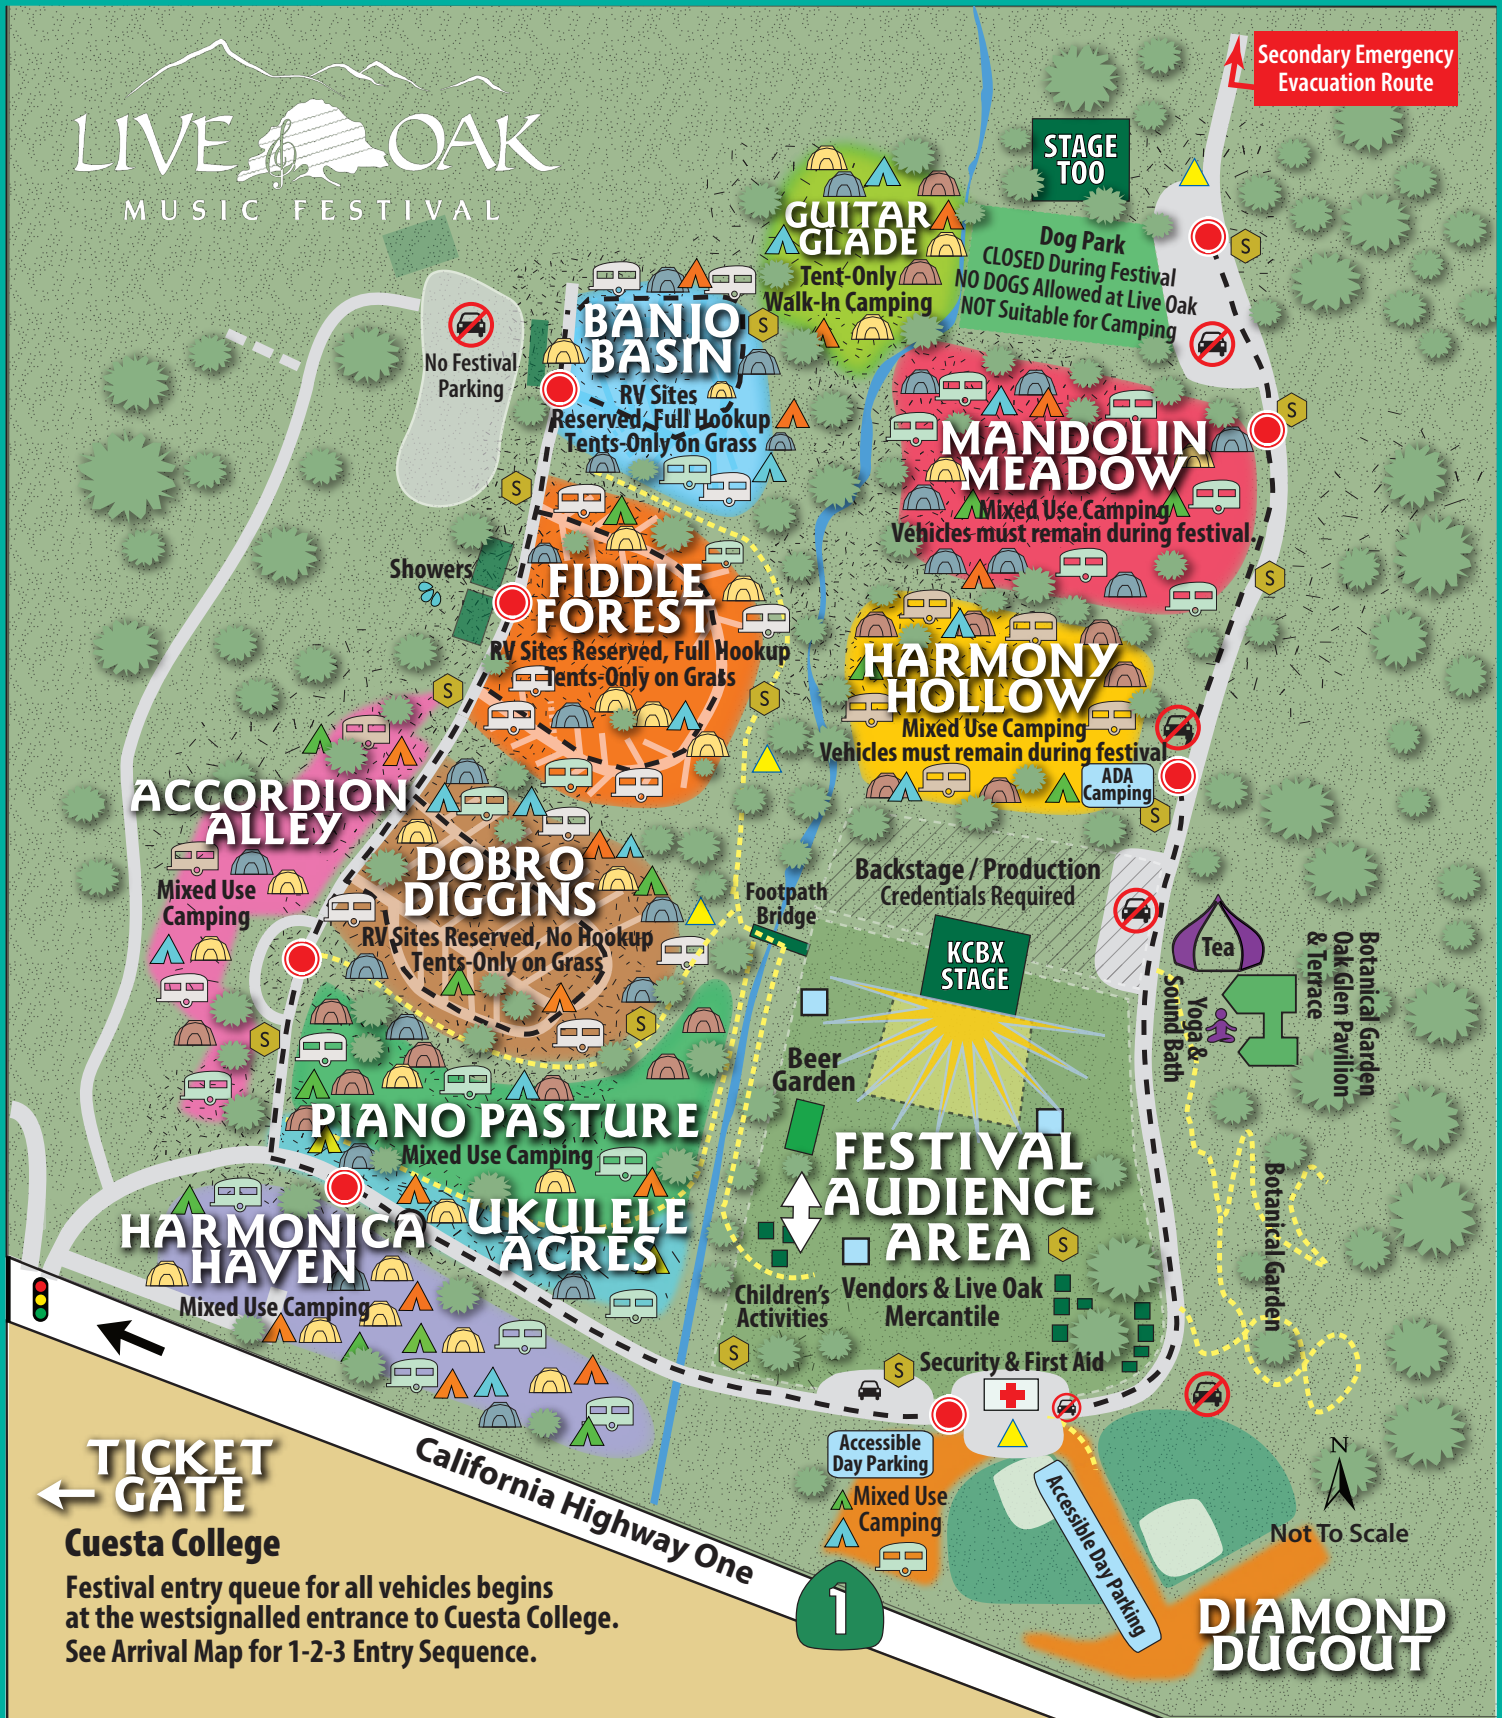 LIVE OAK
MUSIC FESTIVAL
Secondary Emergency
Evacuation Route
STAGE
TOO
GUITAR
GLADE
Tent-Only
Walk-In Camping
Dog Park
CLOSED During Festival
NO DOGS Allowed at Live Oak
NOT Suitable for Camping
S
S
No Festival
Parking
BANJO
BASIN
RV Sites
Reserved, Full Hookup
Tents-Only on Grass
S
MANDOLIN
MEADOW
Mixed Use Camping
Vehicles must remain during festival.
S
S
Showers
FIDDLE
FOREST
RV Sites Reserved, Full Hookup
Tents-Only on Grass
S
S
HARMONY
HOLLOW
Mixed Use Camping
Vehicles must remain during festival
ADA
Camping
S
ACCORDION
ALLEY
Mixed Use
Camping
DOBRO
DIGGINS
RV Sites Reserved, No Hookup
Tents-Only on Grass
S
S
Footpath
Bridge
Backstage / Production
Credentials Required
KCBX
STAGE
Tea
Yoga &
Sound Bath
Botanical Garden
Oak Glen Pavilion
& Terrace
Botanical Garden
Beer
Garden
PIANO PASTURE
Mixed Use Camping
UKULELE
ACRES
HARMONICA
HAVEN
Mixed Use Camping
FESTIVAL
AUDIENCE
AREA
S
Children's
Activities
Vendors & Live Oak
Mercantile
S
S
Security & First Aid
Accessible
Day Parking
Mixed Use
Camping
Accessible Day Parking
N
Not To Scale
DIAMOND
DUGOUT
California Highway One
1
TICKET
GATE
Cuesta College
Festival entry queue for all vehicles begins
at the westsignalled entrance to Cuesta College.
See Arrival Map for 1-2-3 Entry Sequence.